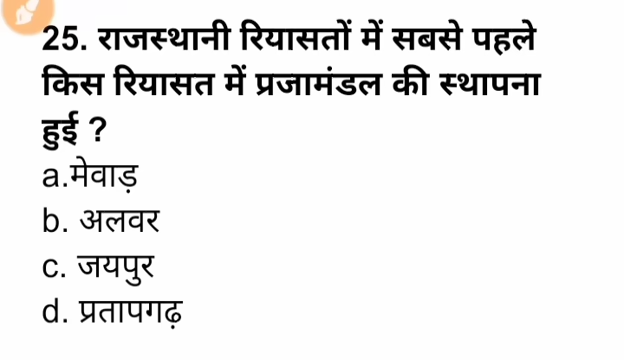 25. राजस्थानी रियासतों में सबसे पहले
किस रियासत में प्रजामंडल की स्थापना
हुई ?
a.मेवाड़
b. अलवर
c. जयपुर
d. प्रतापगढ़